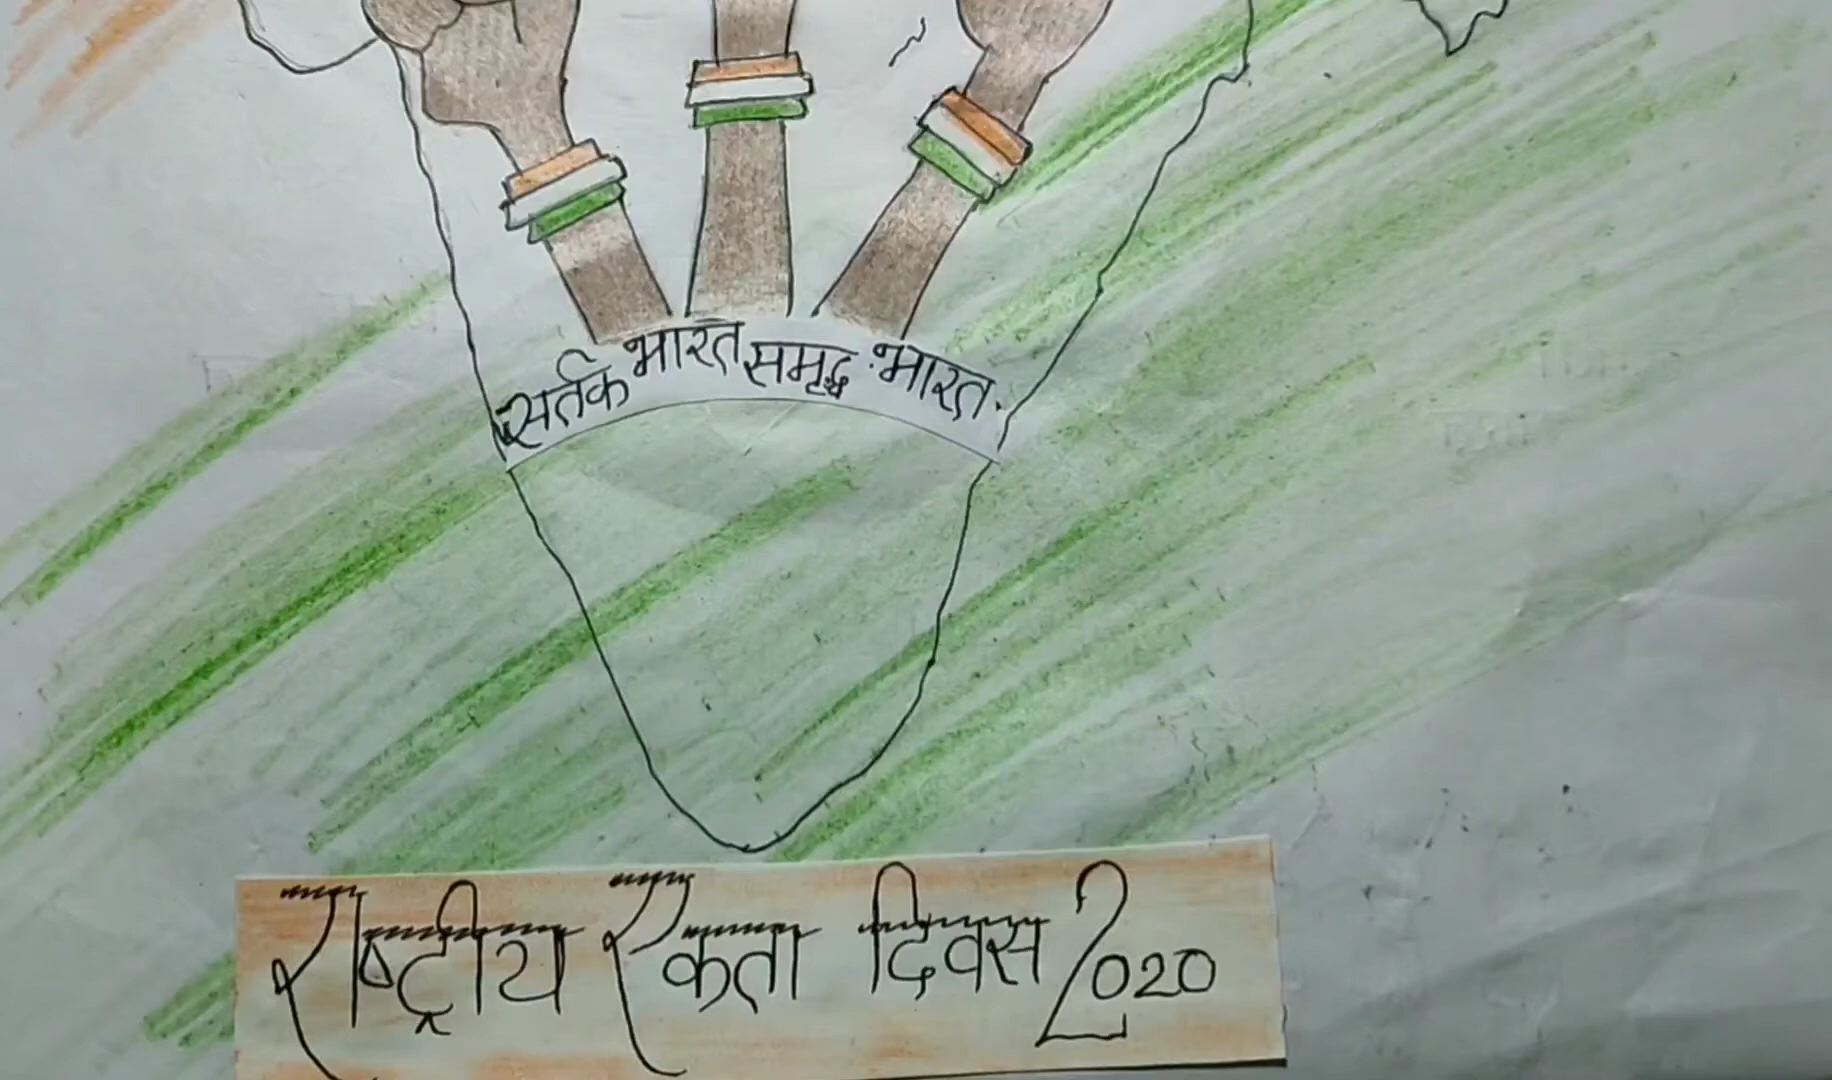 सर्तक भारत समृद्ध भारत
राष्ट्रीय एकता दिवस 2020